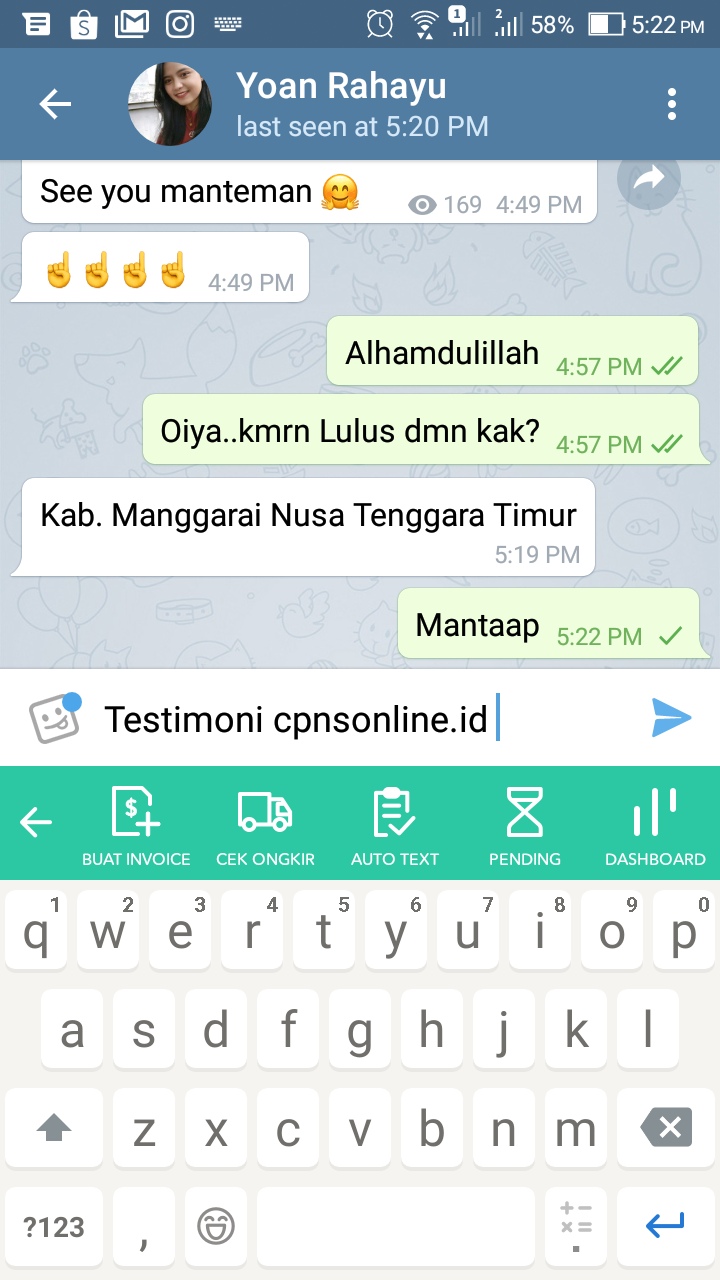 1 2 58% 5:22 PM
Yoan Rahayu
last seen at 5:20 PM
See you manteman 🤗 169 4:49 PM
☝☝☝☝ 4:49 PM
Alhamdulillah 4:57 PM
Oiya..kmrn Lulus dmn kak? 4:57 PM
Kab. Manggarai Nusa Tenggara Timur
5:19 PM
Mantaap 5:22 PM
Testimoni cpnsonline.id
BUAT INVOICE CEK ONGKIR AUTO TEXT PENDING DASHBOARD
1 2 3 4 5 6 7 8 9 0
q w e r t y u i o p
a s d f g h j k l
z x c v b n m
?123 , + − × = .